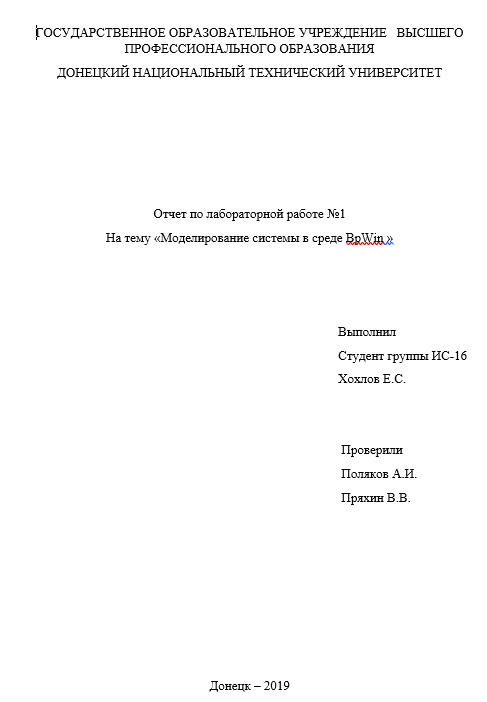 ГОСУДАРСТВЕННОЕ ОБРАЗОВАТЕЛЬНОЕ УЧРЕЖДЕНИЕ ВЫСШЕГО
ПРОФЕССИОНАЛЬНОГО ОБРАЗОВАНИЯ
ДОНЕЦКИЙ НАЦИОНАЛЬНЫЙ ТЕХНИЧЕСКИЙ УНИВЕРСИТЕТ
Отчет по лабораторной работе №1
На тему «Моделирование системы в среде BpWin »
Выполнил
Студент группы ИС-16
Хохлов Е.С.
Проверили
Поляков А.И.
Пряхин В.В.
Донецк – 2019